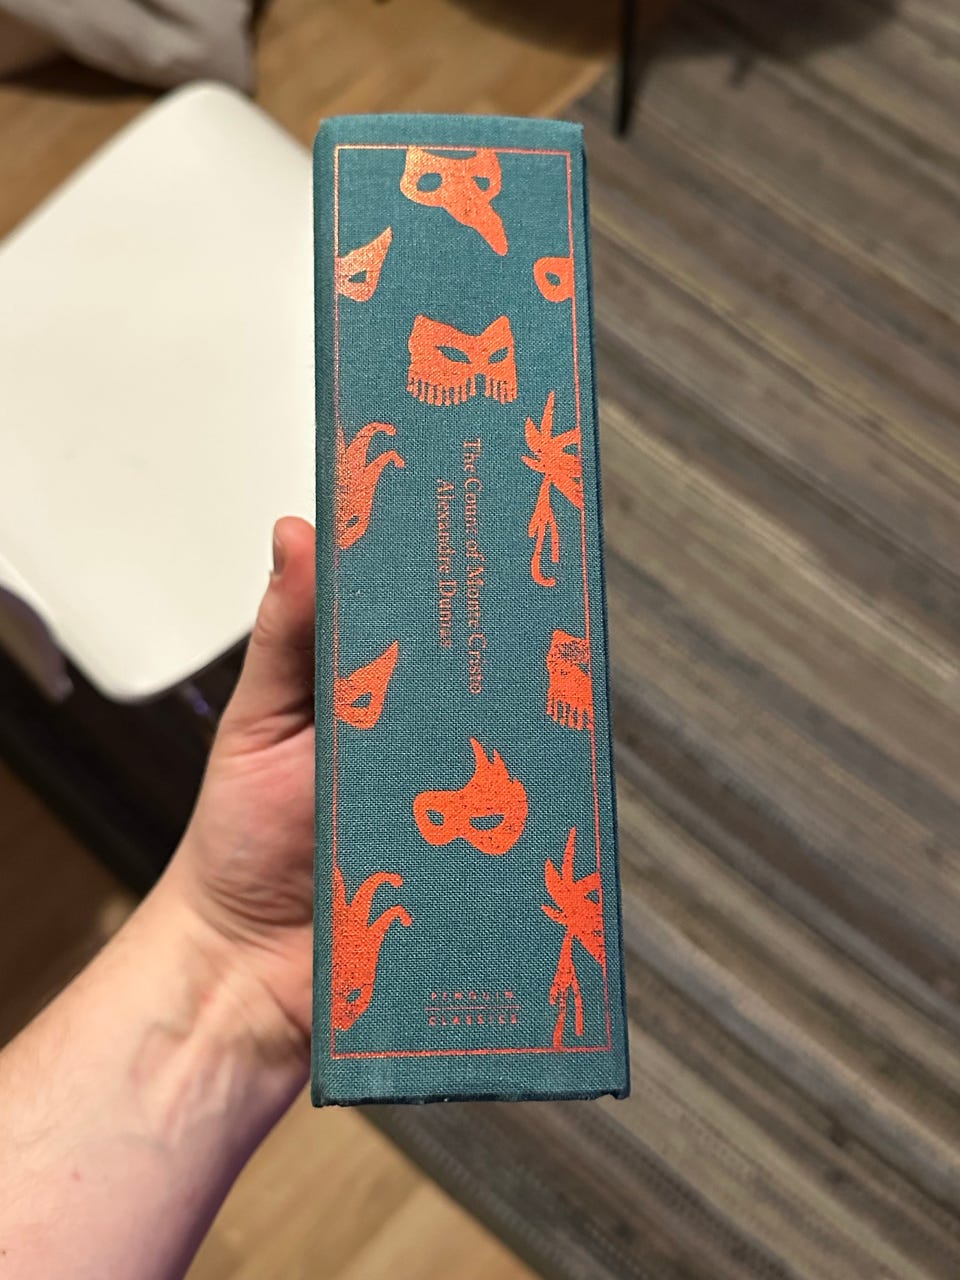 The Count of Monte Cristo
Alexandre Dumas
PENGUIN
CLASSICS